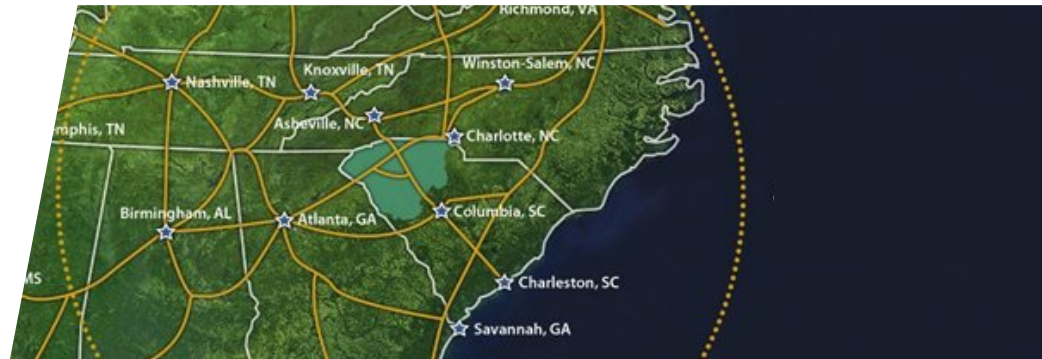 Richmond, VA
Winston-Salem, NC
Knoxville, TN
Nashville, TN
Asheville, NC
emphis, TN
Charlotte, NC
Birmingham, AL
Atlanta, GA
Columbia, SC
MS
Charleston, SC
Savannah, GA